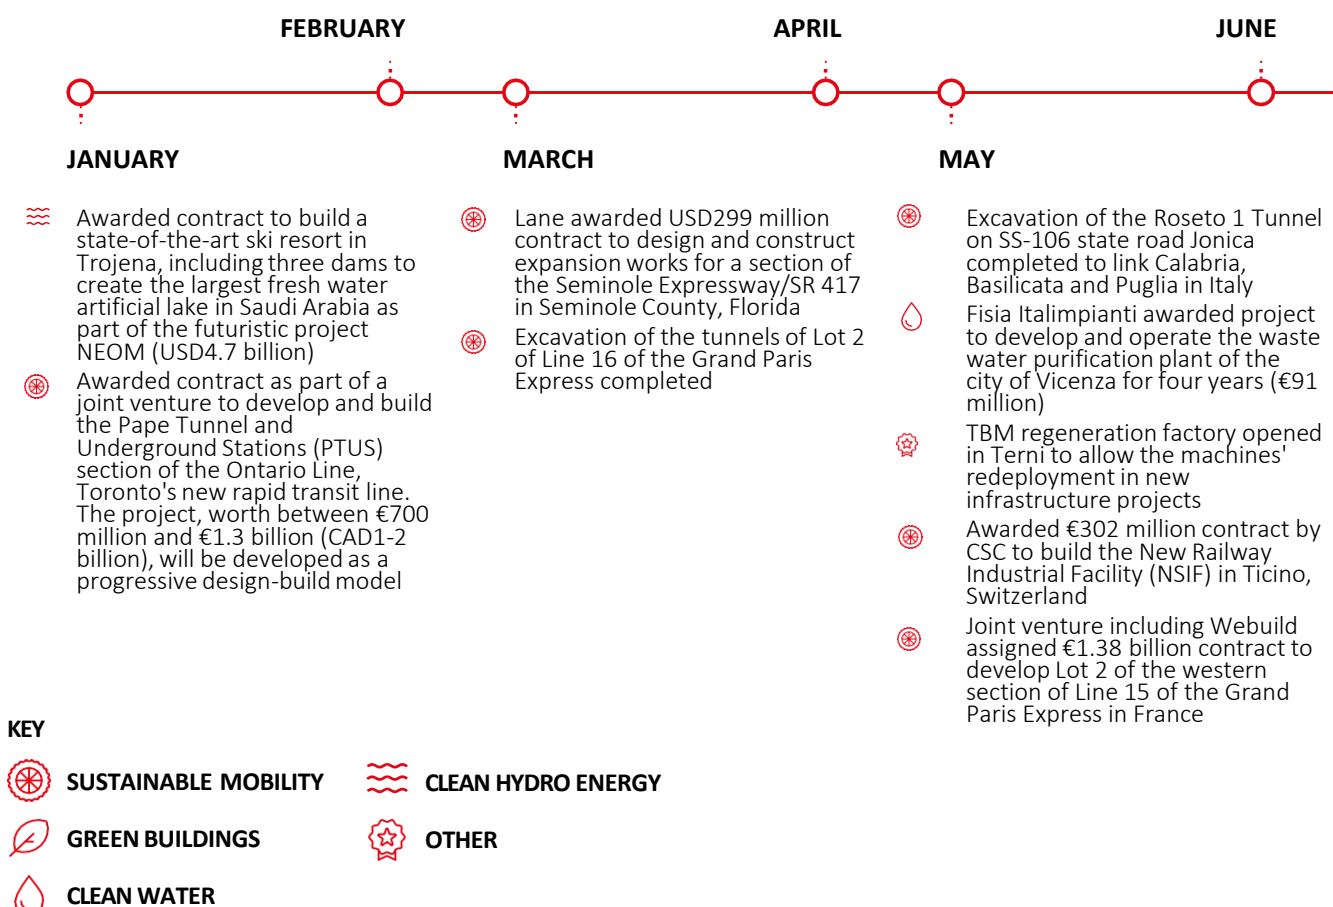 FEBRUARY
APRIL
JUNE
JANUARY
MARCH
MAY
Awarded contract to build a
state-of-the-art ski resort in
Trojena, including three dams to
create the largest fresh water
artificial lake in Saudi Arabia as
part of the futuristic project
NEOM (USD4.7 billion)
Awarded contract as part of a
joint venture to develop and build
the Pape Tunnel and
Underground Stations (PTUS)
section of the Ontario Line,
Toronto's new rapid transit line.
The project, worth between €700
million and €1.3 billion (CAD1-2
billion), will be developed as a
progressive design-build model
Lane awarded USD299 million
contract to design and construct
expansion works for a section of
the Seminole Expressway/SR 417
in Seminole County, Florida
Excavation of the tunnels of Lot 2
of Line 16 of the Grand Paris
Express completed
Excavation of the Roseto 1 Tunnel
on SS-106 state road Jonica
completed to link Calabria,
Basilicata and Puglia in Italy
Fisia Italimpianti awarded project
to develop and operate the waste
water purification plant of the
city of Vicenza for four years (€91
million)
TBM regeneration factory opened
in Terni to allow the machines'
redeployment in new
infrastructure projects
Awarded €302 million contract by
CSC to build the New Railway
Industrial Facility (NSIF) in Ticino,
Switzerland
Joint venture including Webuild
assigned €1.38 billion contract to
develop Lot 2 of the western
section of Line 15 of the Grand
Paris Express in France
KEY
SUSTAINABLE MOBILITY
CLEAN HYDRO ENERGY
GREEN BUILDINGS
OTHER
CLEAN WATER